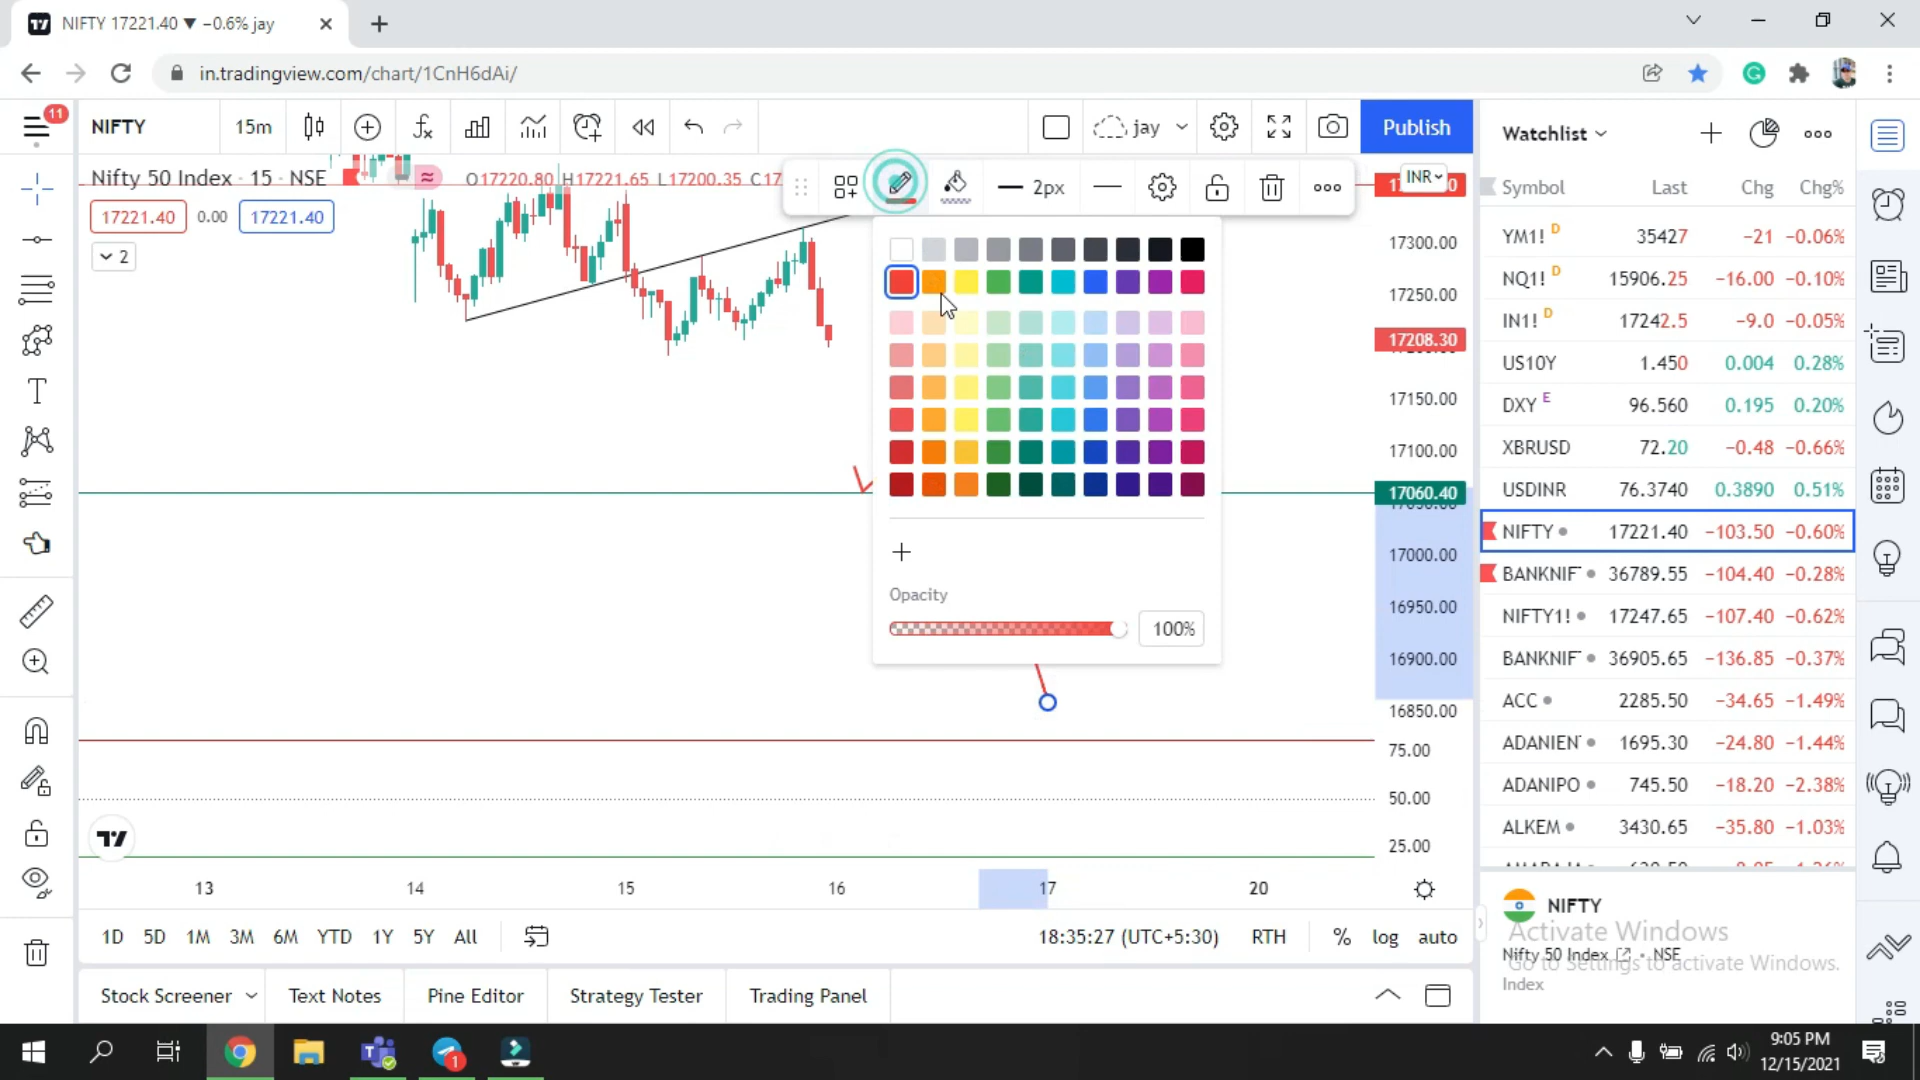 NIFTY 17221.40 ▼ −0.6% jay
in.tradingview.com/chart/1CnH6dAi/
11
NIFTY 15m
jay
Publish
Watchlist
Nifty 50 Index · 15 · NSE
O17220.80 H17221.65 L17200.35 C17
17221.40 0.00 17221.40
2
2px
INR
17300.00
17250.00
17208.30
17150.00
17100.00
17060.40
17000.00
16950.00
16900.00
16850.00
75.00
50.00
25.00
Opacity
100%
13 14 15 16 17 20
1D 5D 1M 3M 6M YTD 1Y 5Y All
18:35:27 (UTC+5:30) RTH % log auto
Stock Screener Text Notes Pine Editor Strategy Tester Trading Panel
Symbol Last Chg Chg%
YM1! D 35427 −21 −0.06%
NQ1! D 15906.25 −16.00 −0.10%
IN1! D 17242.5 −9.0 −0.05%
US10Y 1.450 0.004 0.28%
DXY E 96.560 0.195 0.20%
XBRUSD 72.20 −0.48 −0.66%
USDINR 76.3740 0.3890 0.51%
NIFTY 17221.40 −103.50 −0.60%
BANKNIF 36789.55 −104.40 −0.28%
NIFTY1! 17247.65 −107.40 −0.62%
BANKNIF 36905.65 −136.85 −0.37%
ACC 2285.50 −34.65 −1.49%
ADANIEN 1695.30 −24.80 −1.44%
ADANIPO 745.50 −18.20 −2.38%
ALKEM 3430.65 −35.80 −1.03%
NIFTY
Activate Windows
Nifty 50 Index · NSE
Go to Settings to activate Windows.
Index
1
9:05 PM
12/15/2021